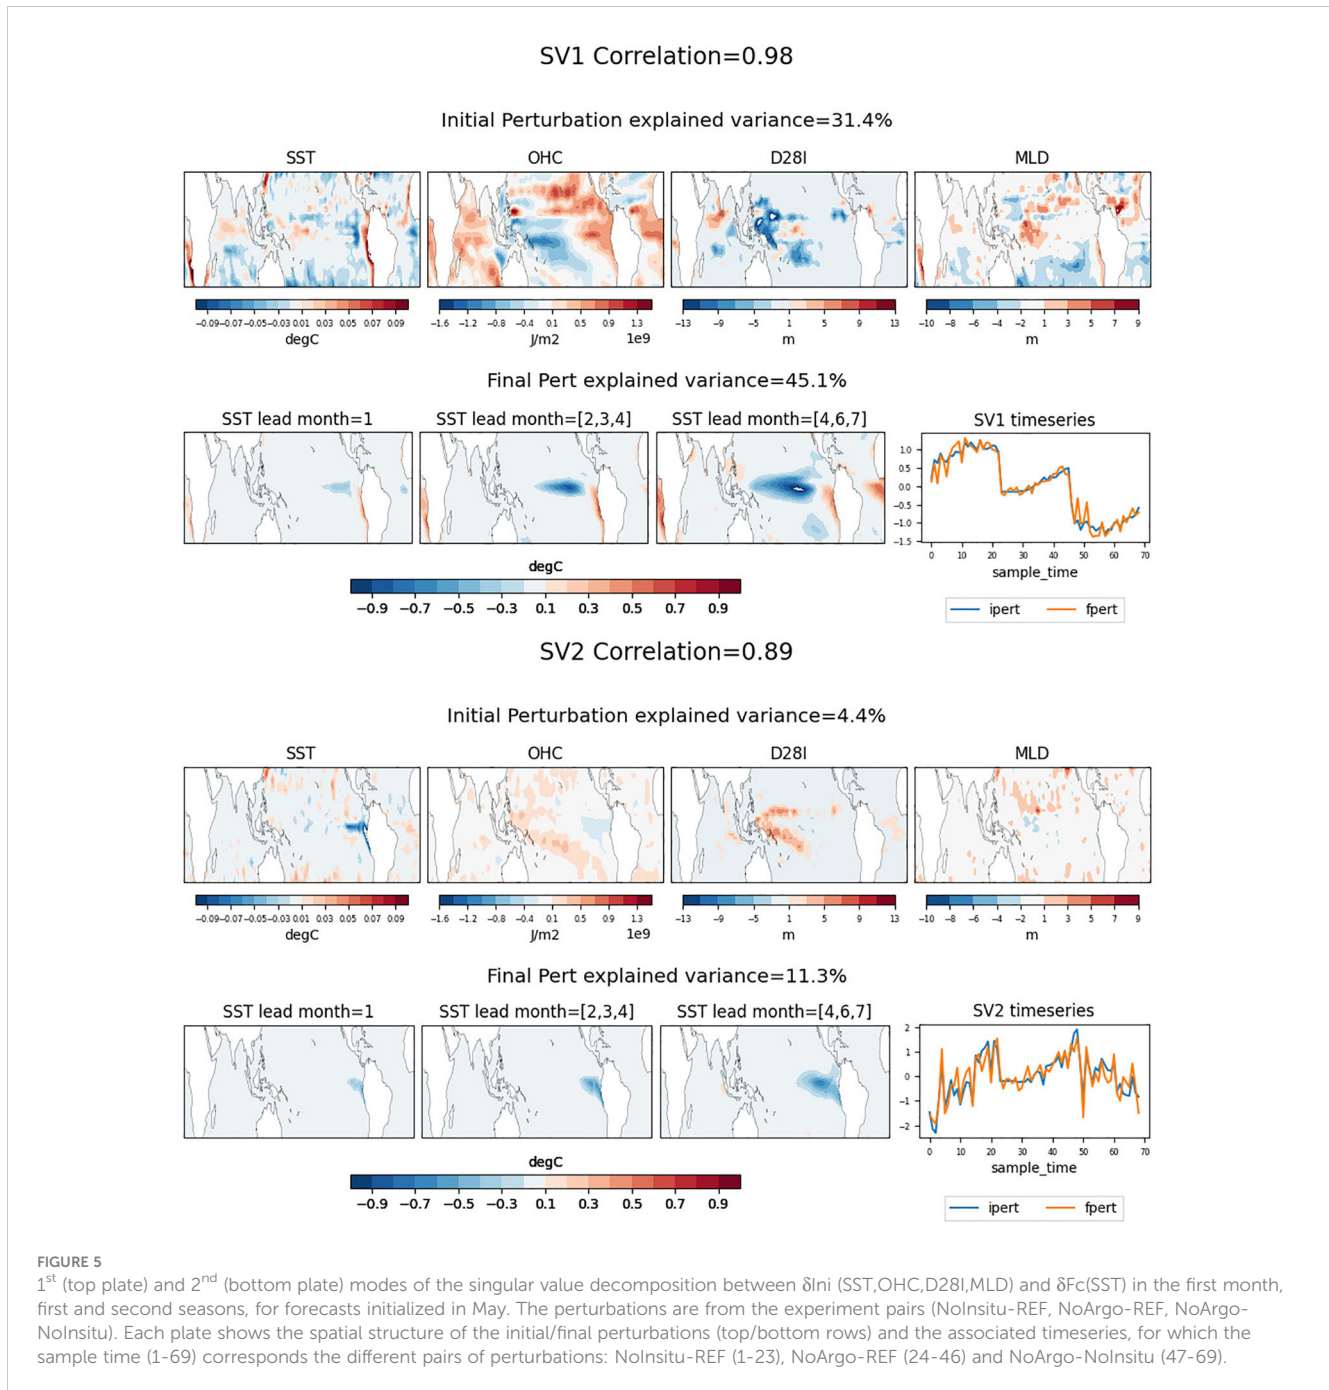 SV1 Correlation=0.98
Initial Perturbation explained variance=31.4%
SST OHC D28I MLD
−0.09 −0.07 −0.05 −0.03 0.01 0.03 0.05 0.07 0.09 −1.6 −1.2 −0.8 −0.4 0.1 0.5 0.9 1.3 −13 −9 −5 1 5 9 13 −10 −8 −6 −4 −2 1 3 5 7 9
degC J/m2 1e9 m m
Final Pert explained variance=45.1%
SST lead month=1 SST lead month=[2,3,4] SST lead month=[4,6,7] SV1 timeseries
1.0
0.5
0.0
−0.5
−1.0
−1.5
0 10 20 30 40 50 60 70
sample_time
degC
−0.9 −0.7 −0.5 −0.3 0.1 0.3 0.5 0.7 0.9
ipert fpert
SV2 Correlation=0.89
Initial Perturbation explained variance=4.4%
SST OHC D28I MLD
−0.09 −0.07 −0.05 −0.03 0.01 0.03 0.05 0.07 0.09 −1.6 −1.2 −0.8 −0.4 0.1 0.5 0.9 1.3 −13 −9 −5 1 5 9 13 −10 −8 −6 −4 −2 1 3 5 7 9
degC J/m2 1e9 m m
Final Pert explained variance=11.3%
SST lead month=1 SST lead month=[2,3,4] SST lead month=[4,6,7] SV2 timeseries
2
1
0
−1
−2
0 10 20 30 40 50 60 70
sample_time
degC
−0.9 −0.7 −0.5 −0.3 0.1 0.3 0.5 0.7 0.9
ipert fpert
FIGURE 5
1st (top plate) and 2nd (bottom plate) modes of the singular value decomposition between δIni (SST,OHC,D28I,MLD) and δFc(SST) in the first month,
first and second seasons, for forecasts initialized in May. The perturbations are from the experiment pairs (NoInsitu-REF, NoArgo-REF, NoArgo-
NoInsitu). Each plate shows the spatial structure of the initial/final perturbations (top/bottom rows) and the associated timeseries, for which the
sample time (1-69) corresponds the different pairs of perturbations: NoInsitu-REF (1-23), NoArgo-REF (24-46) and NoArgo-NoInsitu (47-69).